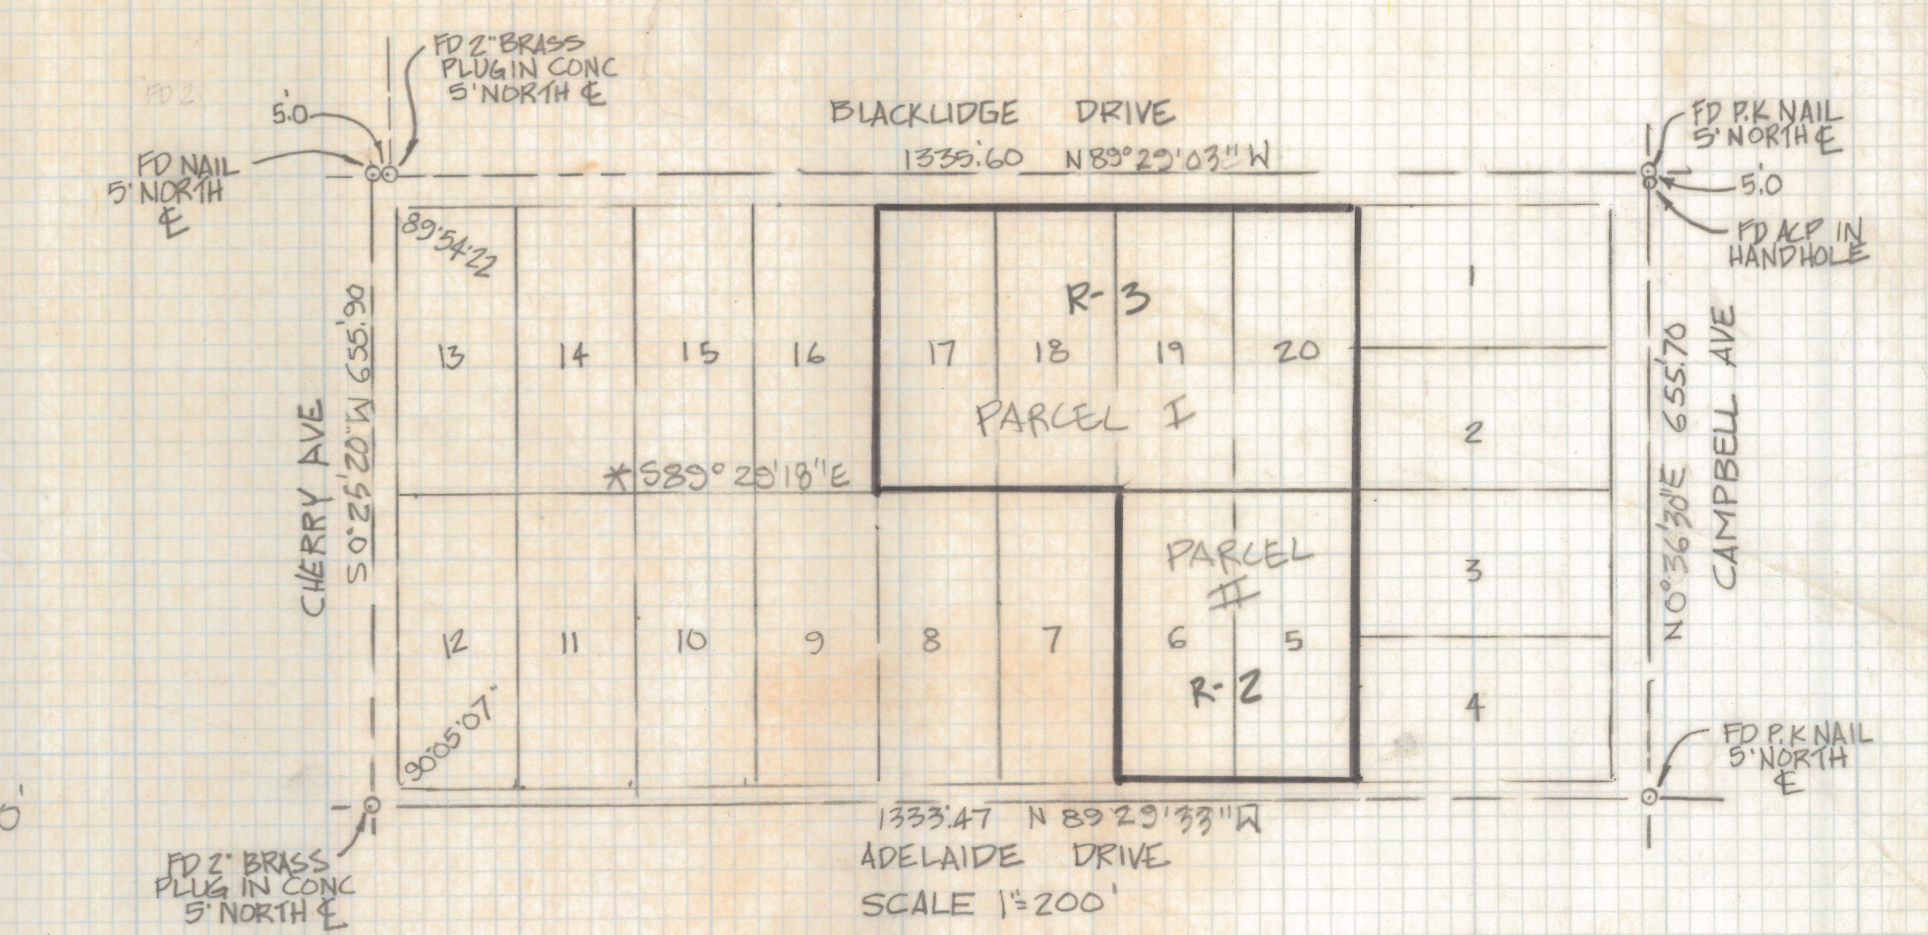 FD 2" BRASS
PLUG IN CONC
5' NORTH ℄
FD 2
5.'0
FD NAIL
5' NORTH
℄
BLACKLIDGE DRIVE
1335.'60 N 89° 29' 03" W
FD P.K NAIL
5' NORTH ℄
5.'0
FD ACP IN
HANDHOLE
89°54'22
R-3
1
13 14 15 16 17 18 19 20
PARCEL I
2
* S 89° 29' 18" E
CHERRY AVE
S 0° 25' 20" W 655.'90
N 0° 36' 30" E 655.'70
CAMPBELL AVE
PARCEL
II
3
12 11 10 9 8 7 6 5
R-2
4
90°05'07"
FD P.K NAIL
5' NORTH
℄
1333.'47 N 89 29' 33" W
ADELAIDE DRIVE
SCALE 1"=200'
FD 2" BRASS
PLUG IN CONC
5' NORTH ℄